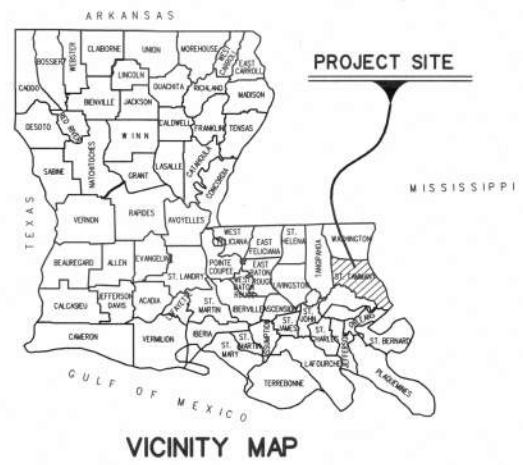 ARKANSAS
CADDO
BOSSIER
WEBSTER
CLAIBORNE
UNION
MOREHOUSE
WEST CARROLL
EAST CARROLL
PROJECT SITE
LINCOLN
OUACHITA
RICHLAND
MADISON
BIENVILLE
JACKSON
DESOTO
RED RIVER
WINN
CALDWELL
FRANKLIN
TENSAS
SABINE
NATCHITOCHES
GRANT
LASALLE
CATAHOULA
CONCORDIA
MISSISSIPPI
TEXAS
VERNON
RAPIDES
AVOYELLES
WEST FELICIANA
EAST FELICIANA
ST. HELENA
TANGIPAHOA
WASHINGTON
BEAUREGARD
ALLEN
EVANGELINE
ST. LANDRY
POINTE COUPEE
WEST BATON ROUGE
EAST BATON ROUGE
LIVINGSTON
ST. TAMMANY
CALCASIEU
JEFFERSON DAVIS
ACADIA
LAFAYETTE
ST. MARTIN
IBERVILLE
ASCENSION
ST. JAMES
ST. JOHN
ST. CHARLES
JEFFERSON
ORLEANS
ST. BERNARD
CAMERON
VERMILION
IBERIA
ST. MARY
ST. MARTIN
ASSUMPTION
TERREBONNE
LAFOURCHE
PLAQUEMINES
GULF OF MEXICO
VICINITY MAP